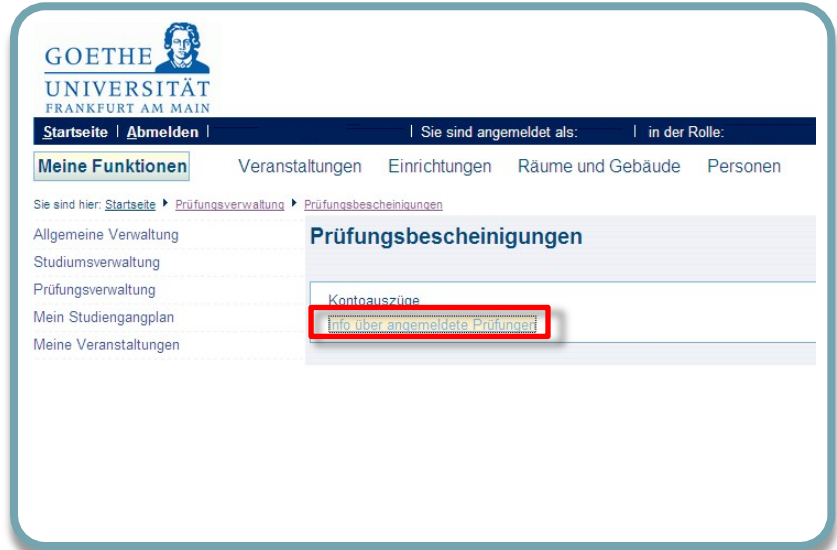 GOETHE
UNIVERSITÄT
FRANKFURT AM MAIN
Startseite | Abmelden | | Sie sind angemeldet als: | in der Rolle:
Meine Funktionen Veranstaltungen Einrichtungen Räume und Gebäude Personen
Sie sind hier: Startseite Prüfungsverwaltung Prüfungsbescheinigungen
Allgemeine Verwaltung
Studiumsverwaltung
Prüfungsverwaltung
Mein Studiengangplan
Meine Veranstaltungen
Prüfungsbescheinigungen
Kontoauszüge
Info über angemeldete Prüfungen